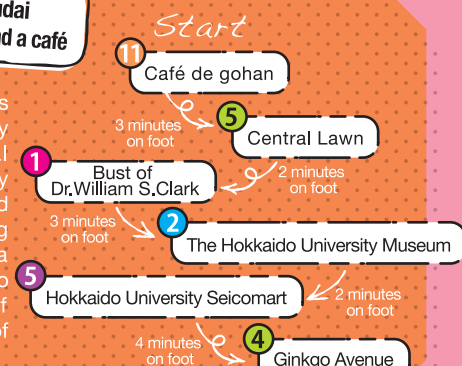 udai
nd a café
Start
11
Café de gohan
3 minutes
on foot
5
Central Lawn
2 minutes
on foot
1
Bust of
Dr.William S.Clark
3 minutes
on foot
2
The Hokkaido University Museum
2 minutes
on foot
5
Hokkaido University Seicomart
4 minutes
on foot
4
Ginkgo Avenue